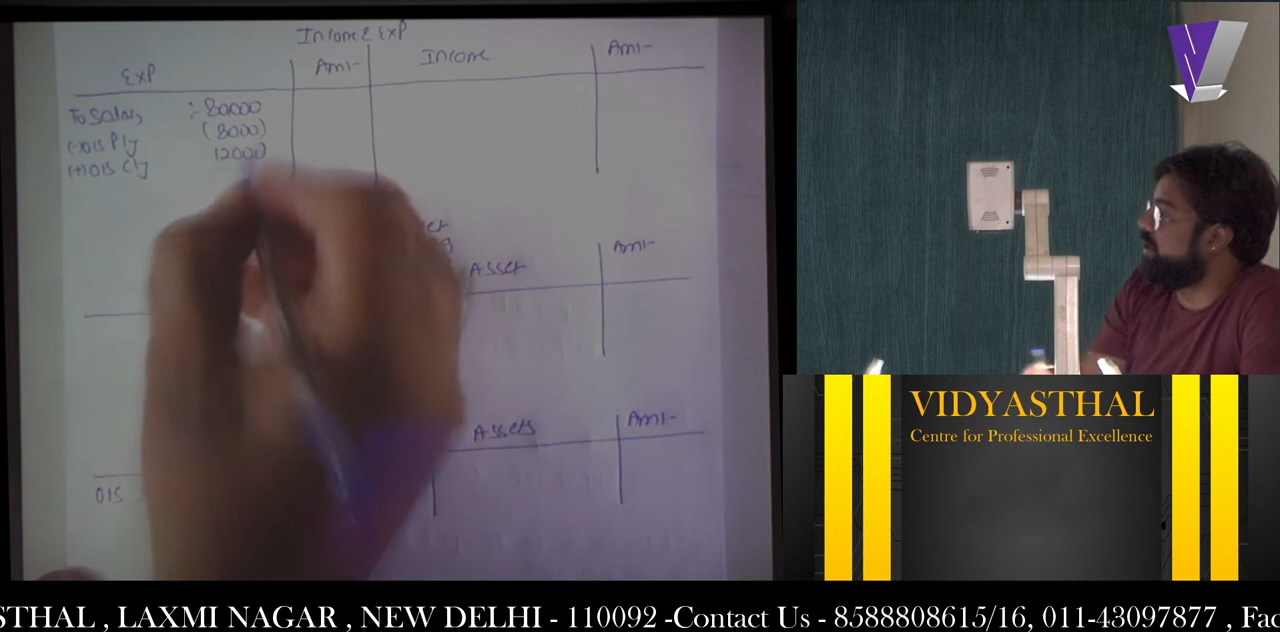 Income & Exp
Exp Amt- Income Amt-
To Salary :- 80000
(-) O/S P/y (8000)
(+) O/S C/y 12000
Asset Amt-
Assets Amt-
O/S
VIDYASTHAL
Centre for Professional Excellence
STHAL , LAXMI NAGAR , NEW DELHI - 110092 -Contact Us - 8588808615/16, 011-43097877 , Fac